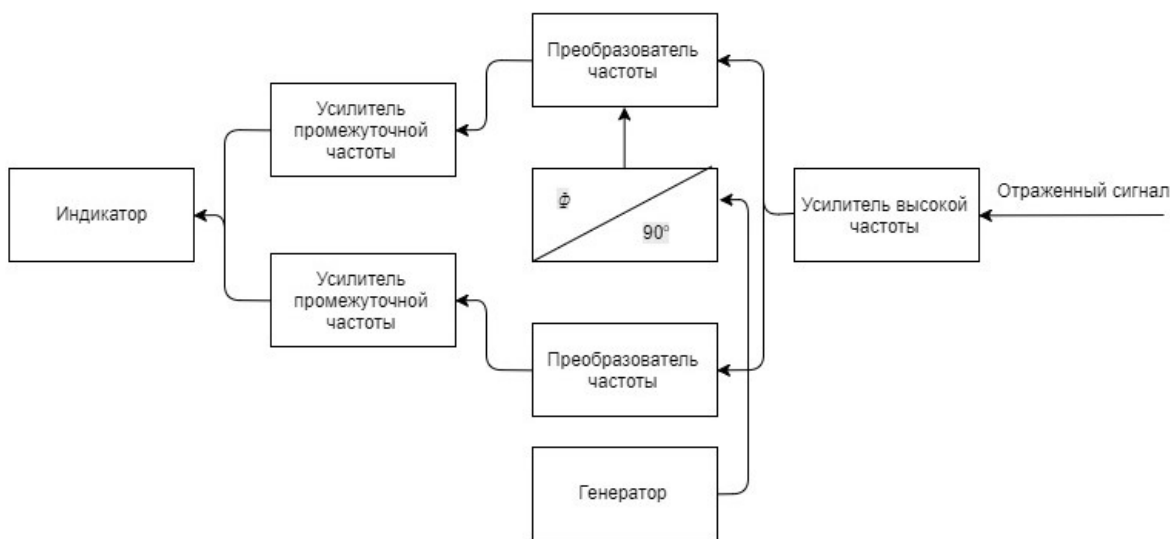 Преобразователь
частоты
Усилитель
промежуточной
частоты
Индикатор
Ф
90°
Усилитель высокой
частоты
Отраженный сигнал
Усилитель
промежуточной
частоты
Преобразователь
частоты
Генератор